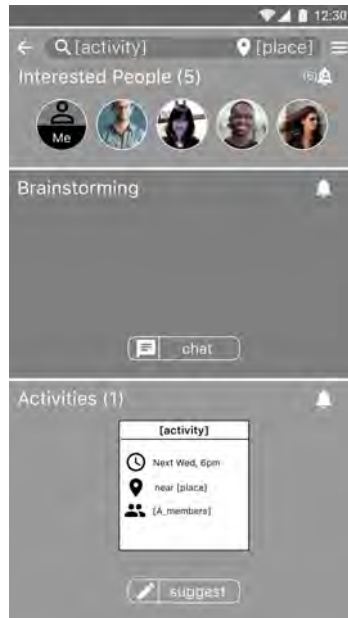 12:30
[activity] [place]
Interested People (5) (6)
Me
Brainstorming
chat
Activities (1)
[activity]
Next Wed, 6pm
near [place]
[A_members]
suggest